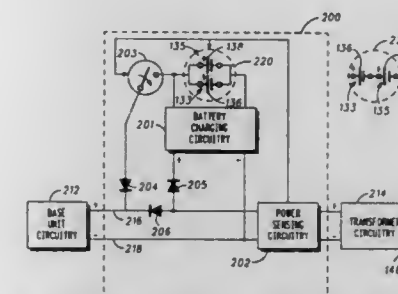 200
203
135
138
220
133
136
201
BATTERY
CHARGING
CIRCUITRY
+
-
204
205
212
BASE
UNIT
CIRCUITRY
+
-
216
206
218
POWER
SENSING
CIRCUITRY
202
+
-
214
TRANSFORMER
CIRCUITRY
136
133
135